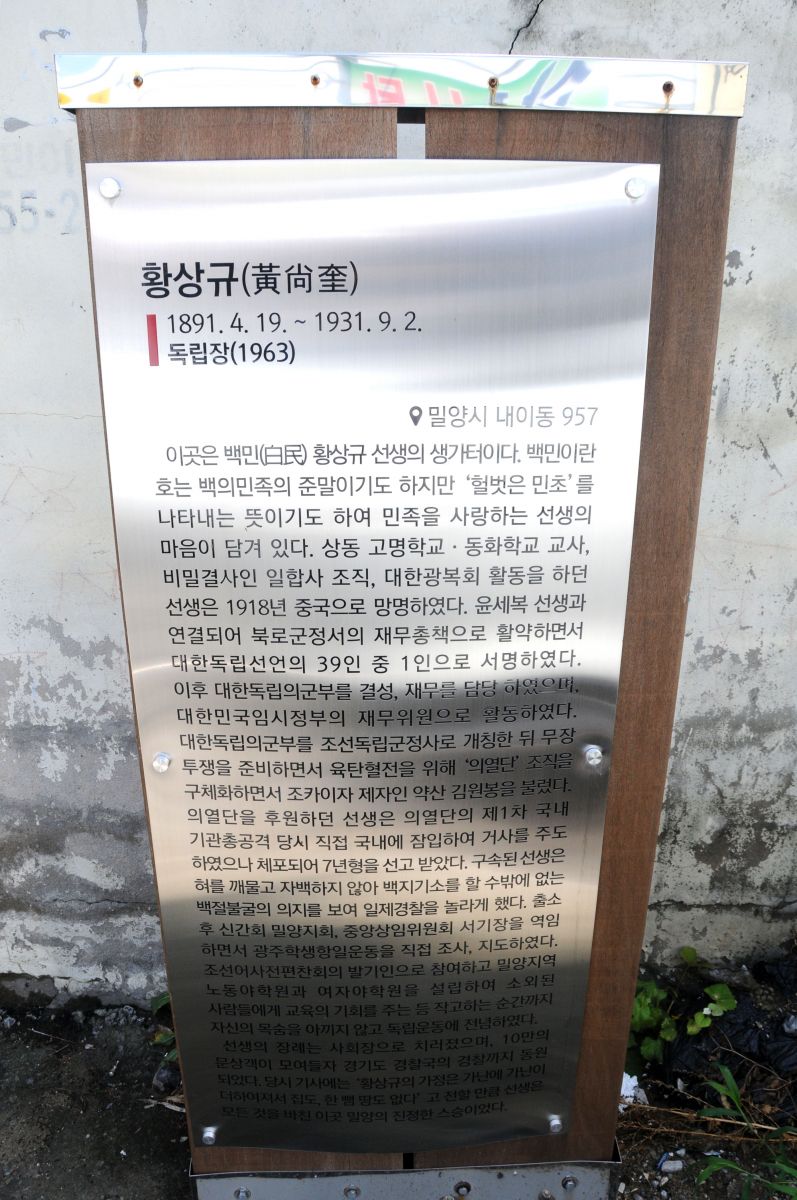 황상규(黃尙奎)
1891. 4. 19. ~ 1931. 9. 2.
독립장(1963)
밀양시 내이동 957
이곳은 백민(白民) 황상규 선생의 생가터이다. 백민이란
호는 백의민족의 준말이기도 하지만 ‘헐벗은 민초’를
나타내는 뜻이기도 하여 민족을 사랑하는 선생의
마음이 담겨 있다. 상동 고명학교 · 동화학교 교사,
비밀결사인 일합사 조직, 대한광복회 활동을 하던
선생은 1918년 중국으로 망명하였다. 윤세복 선생과
연결되어 북로군정서의 재무총책으로 활약하면서
대한독립선언의 39인 중 1인으로 서명하였다.
이후 대한독립의군부를 결성, 재무를 담당 하였으며,
대한민국임시정부의 재무위원으로 활동하였다.
대한독립의군부를 조선독립군정사로 개칭한 뒤 무장
투쟁을 준비하면서 육탄혈전을 위해 ‘의열단’ 조직을
구체화하면서 조카이자 제자인 약산 김원봉을 불렀다.
의열단을 후원하던 선생은 의열단의 제1차 국내
기관총공격 당시 직접 국내에 잠입하여 거사를 주도
하였으나 체포되어 7년형을 선고 받았다. 구속된 선생은
혀를 깨물고 자백하지 않아 백지기소를 할 수밖에 없는
백절불굴의 의지를 보여 일제경찰을 놀라게 했다. 출소
후 신간회 밀양지회, 중앙상임위원회 서기장을 역임
하면서 광주학생항일운동을 직접 조사, 지도하였다.
조선어사전편찬회의 발기인으로 참여하고 밀양지역
노동야학원과 여자야학원을 설립하여 소외된
사람들에게 교육의 기회를 주는 등 작고하는 순간까지
자신의 목숨을 아끼지 않고 독립운동에 전념하였다.
선생의 장례는 사회장으로 치러졌으며, 10만의
문상객이 모여들자 경기도 경찰국의 경찰까지 동원
되었다. 당시 기사에는 ‘황상규의 가정은 가난에 가난이
더하여져서 집도, 한 뼘 땅도 없다’ 고 전할 만큼 선생은
모든 것을 바친 이곳 밀양의 진정한 스승이었다.